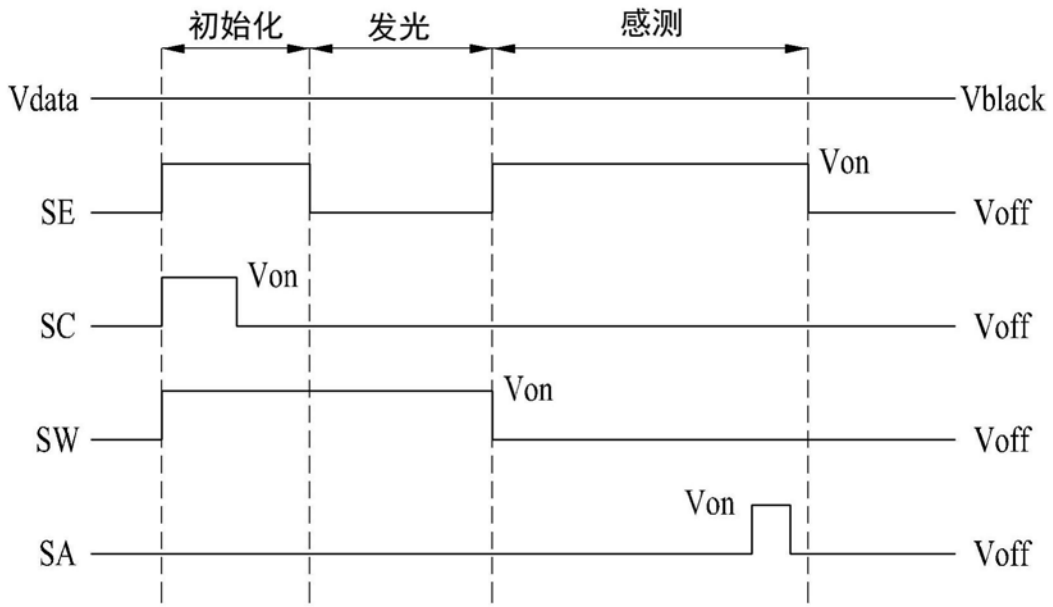 初始化 发光 感测
Vdata Vblack
Von
SE Voff
Von
SC Voff
Von
SW Voff
Von
SA Voff